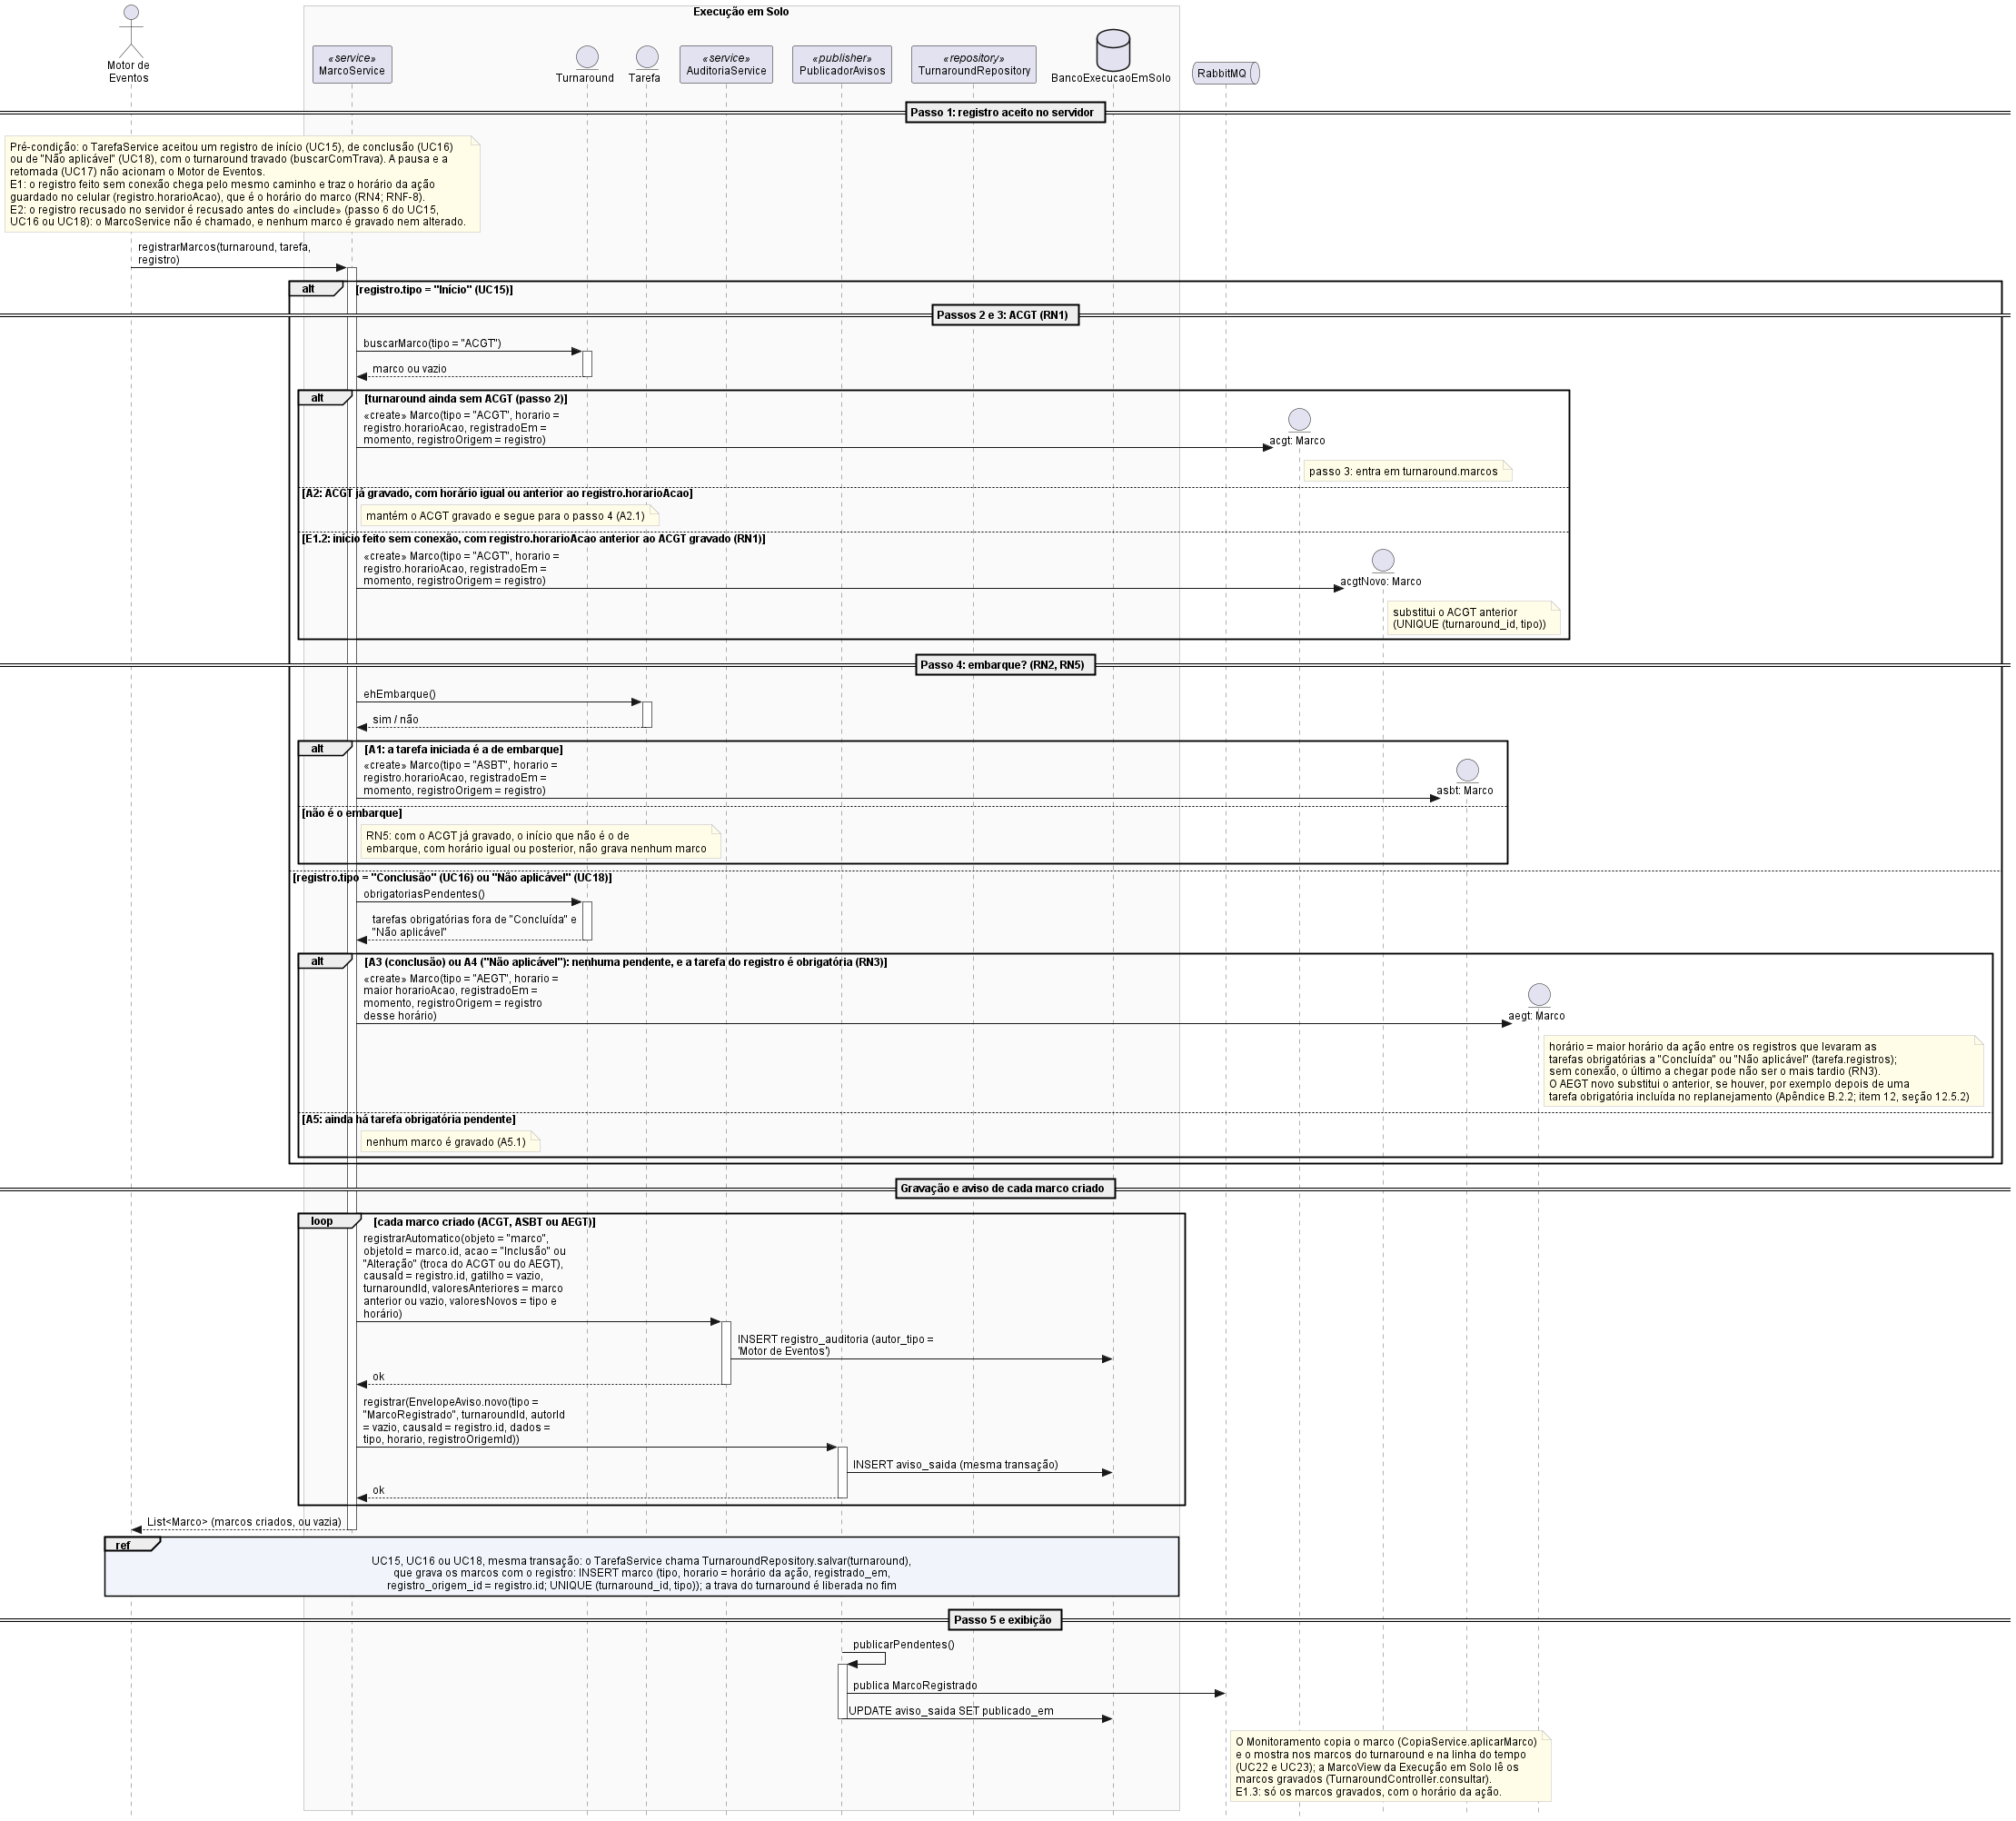 Execução em Solo
Motor de
Eventos
«service»
MarcoService
Turnaround
Tarefa
«service»
AuditoriaService
«publisher»
PublicadorAvisos
«repository»
TurnaroundRepository
BancoExecucaoEmSolo
RabbitMQ
Passo 1: registro aceito no servidor
Pré-condição: o TarefaService aceitou um registro de início (UC15), de conclusão (UC16)
ou de "Não aplicável" (UC18), com o turnaround travado (buscarComTrava). A pausa e a
retomada (UC17) não acionam o Motor de Eventos.
E1: o registro feito sem conexão chega pelo mesmo caminho e traz o horário da ação
guardado no celular (registro.horarioAcao), que é o horário do marco (RN4; RNF-8).
E2: o registro recusado no servidor é recusado antes do «include» (passo 6 do UC15,
UC16 ou UC18): o MarcoService não é chamado, e nenhum marco é gravado nem alterado.
registrarMarcos(turnaround, tarefa,
registro)
alt
[registro.tipo = "Início" (UC15)]
Passos 2 e 3: ACGT (RN1)
buscarMarco(tipo = "ACGT")
marco ou vazio
alt
[turnaround ainda sem ACGT (passo 2)]
«create» Marco(tipo = "ACGT", horario =
registro.horarioAcao, registradoEm =
momento, registroOrigem = registro)
acgt: Marco
passo 3: entra em turnaround.marcos
[A2: ACGT já gravado, com horário igual ou anterior ao registro.horarioAcao]
mantém o ACGT gravado e segue para o passo 4 (A2.1)
[E1.2: início feito sem conexão, com registro.horarioAcao anterior ao ACGT gravado (RN1)]
«create» Marco(tipo = "ACGT", horario =
registro.horarioAcao, registradoEm =
momento, registroOrigem = registro)
acgtNovo: Marco
substitui o ACGT anterior
(UNIQUE (turnaround_id, tipo))
Passo 4: embarque? (RN2, RN5)
ehEmbarque()
sim / não
alt
[A1: a tarefa iniciada é a de embarque]
«create» Marco(tipo = "ASBT", horario =
registro.horarioAcao, registradoEm =
momento, registroOrigem = registro)
asbt: Marco
[não é o embarque]
RN5: com o ACGT já gravado, o início que não é o de
embarque, com horário igual ou posterior, não grava nenhum marco
[registro.tipo = "Conclusão" (UC16) ou "Não aplicável" (UC18)]
obrigatoriasPendentes()
tarefas obrigatórias fora de "Concluída" e
"Não aplicável"
alt
[A3 (conclusão) ou A4 ("Não aplicável"): nenhuma pendente, e a tarefa do registro é obrigatória (RN3)]
«create» Marco(tipo = "AEGT", horario =
maior horarioAcao, registradoEm =
momento, registroOrigem = registro
desse horário)
aegt: Marco
horário = maior horário da ação entre os registros que levaram as
tarefas obrigatórias a "Concluída" ou "Não aplicável" (tarefa.registros);
sem conexão, o último a chegar pode não ser o mais tardio (RN3).
O AEGT novo substitui o anterior, se houver, por exemplo depois de uma
tarefa obrigatória incluída no replanejamento (Apêndice B.2.2; item 12, seção 12.5.2)
[A5: ainda há tarefa obrigatória pendente]
nenhum marco é gravado (A5.1)
Gravação e aviso de cada marco criado
loop
[cada marco criado (ACGT, ASBT ou AEGT)]
registrarAutomatico(objeto = "marco",
objetoId = marco.id, acao = "Inclusão" ou
"Alteração" (troca do ACGT ou do AEGT),
causaId = registro.id, gatilho = vazio,
turnaroundId, valoresAnteriores = marco
anterior ou vazio, valoresNovos = tipo e
horário)
INSERT registro_auditoria (autor_tipo =
'Motor de Eventos')
ok
registrar(EnvelopeAviso.novo(tipo =
"MarcoRegistrado", turnaroundId, autorId
= vazio, causaId = registro.id, dados =
tipo, horario, registroOrigemId))
INSERT aviso_saida (mesma transação)
ok
List<Marco> (marcos criados, ou vazia)
ref
UC15, UC16 ou UC18, mesma transação: o TarefaService chama TurnaroundRepository.salvar(turnaround),
que grava os marcos com o registro: INSERT marco (tipo, horario = horário da ação, registrado_em,
registro_origem_id = registro.id; UNIQUE (turnaround_id, tipo)); a trava do turnaround é liberada no fim
Passo 5 e exibição
publicarPendentes()
publica MarcoRegistrado
UPDATE aviso_saida SET publicado_em
O Monitoramento copia o marco (CopiaService.aplicarMarco)
e o mostra nos marcos do turnaround e na linha do tempo
(UC22 e UC23); a MarcoView da Execução em Solo lê os
marcos gravados (TurnaroundController.consultar).
E1.3: só os marcos gravados, com o horário da ação.